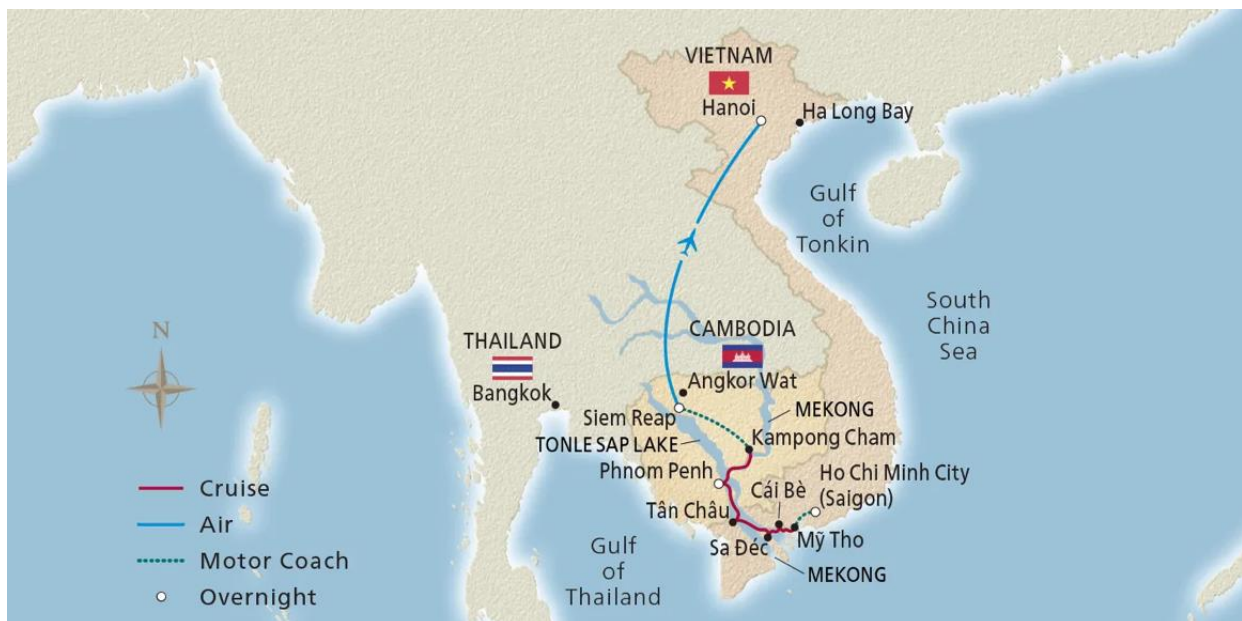 VIETNAM
Hanoi
Ha Long Bay
Gulf
of
Tonkin
South
China
Sea
THAILAND
Bangkok
CAMBODIA
Angkor Wat
Siem Reap
MEKONG
TONLE SAP LAKE
Kampong Cham
Phnom Penh
Ho Chi Minh City
(Saigon)
Cái Bè
Tân Châu
Sa Đéc
Mỹ Tho
MEKONG
Gulf
of
Thailand
N
Cruise
Air
Motor Coach
Overnight